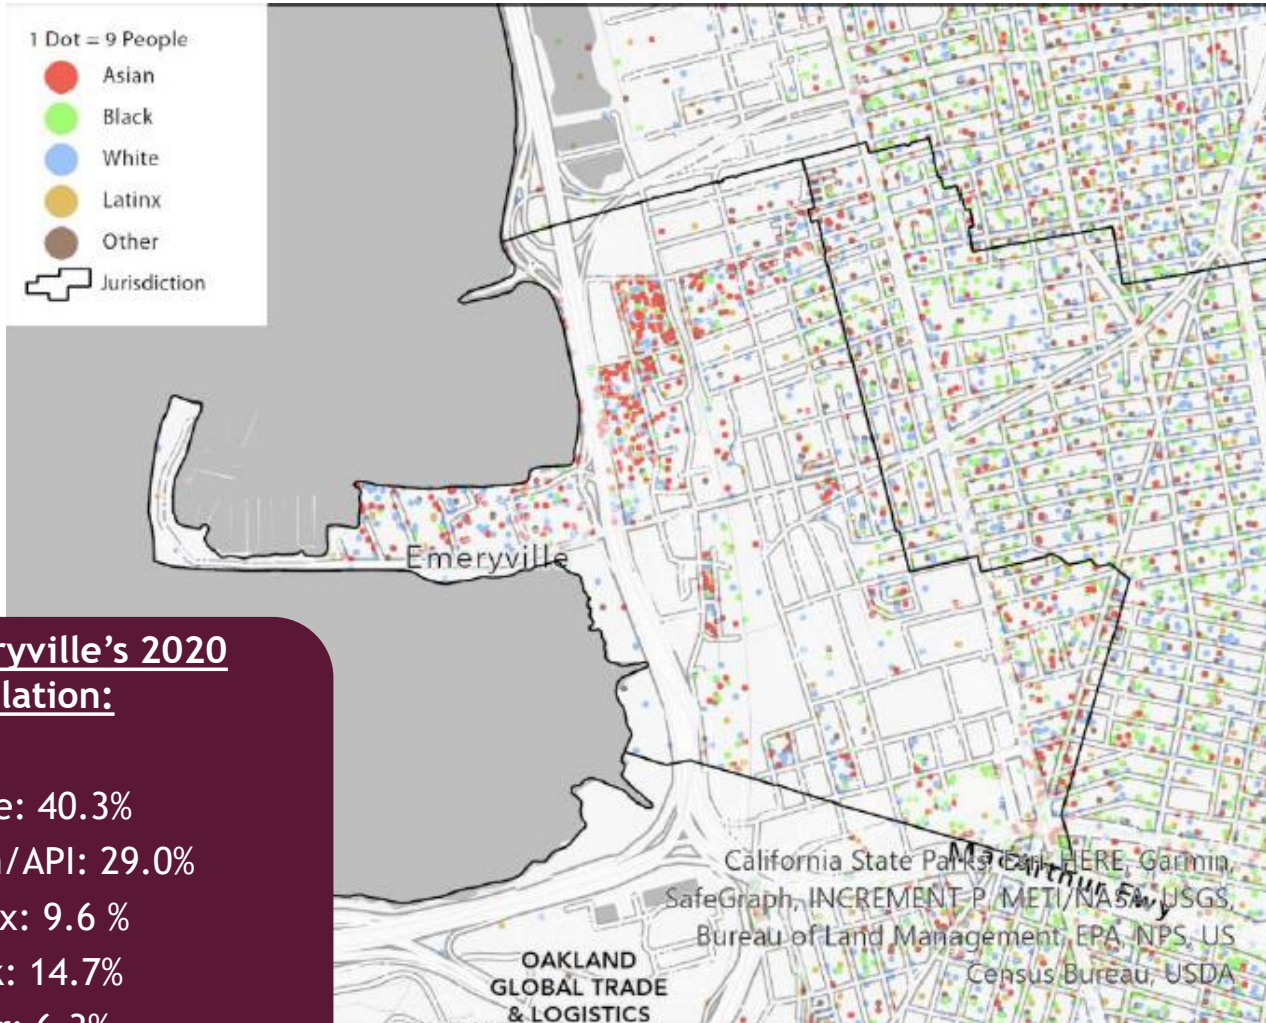 1 Dot = 9 People
Asian
Black
White
Latinx
Other
Jurisdiction
Emeryville
ryville's 2020
lation:
e: 40.3%
/API: 29.0%
x: 9.6 %
k: 14.7%
MacArthur Fwy
California State Parks, Esri, HERE, Garmin,
SafeGraph, INCREMENT P, METI/NASA, USGS,
Bureau of Land Management, EPA, NPS, US
Census Bureau, USDA
OAKLAND
GLOBAL TRADE
& LOGISTICS